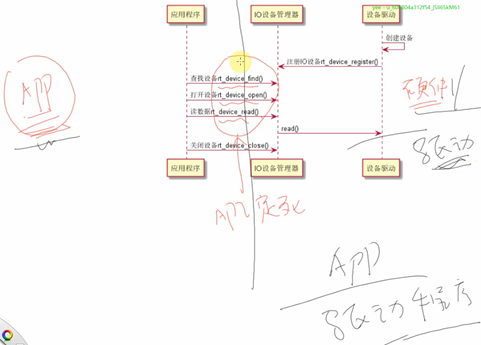 应用程序 IO设备管理器 设备驱动
创建设备
注册IO设备rt_device_register()
查找设备rt_device_find()
打开设备rt_device_open()
读数据rt_device_read()
read()
关闭设备rt_device_close()
应用程序 IO设备管理器 设备驱动
APP
驱动
APP
驱动程序